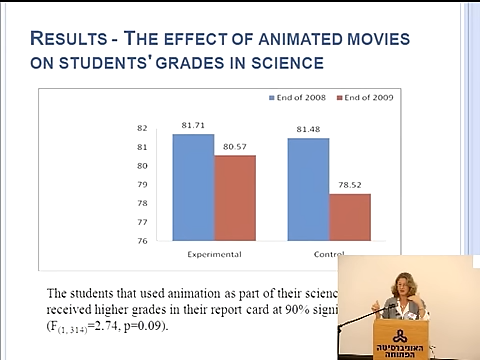 RESULTS - THE EFFECT OF ANIMATED MOVIES
ON STUDENTS' GRADES IN SCIENCE
End of 2008 End of 2009
82
81
80
79
78
77
76
81.71
80.57
81.48
78.52
Experimental Control
The students that used animation as part of their scienc
received higher grades in their report card at 90% signi
(F(1, 314)=2.74, p=0.09).
האוניברסיטה
הפתוחה